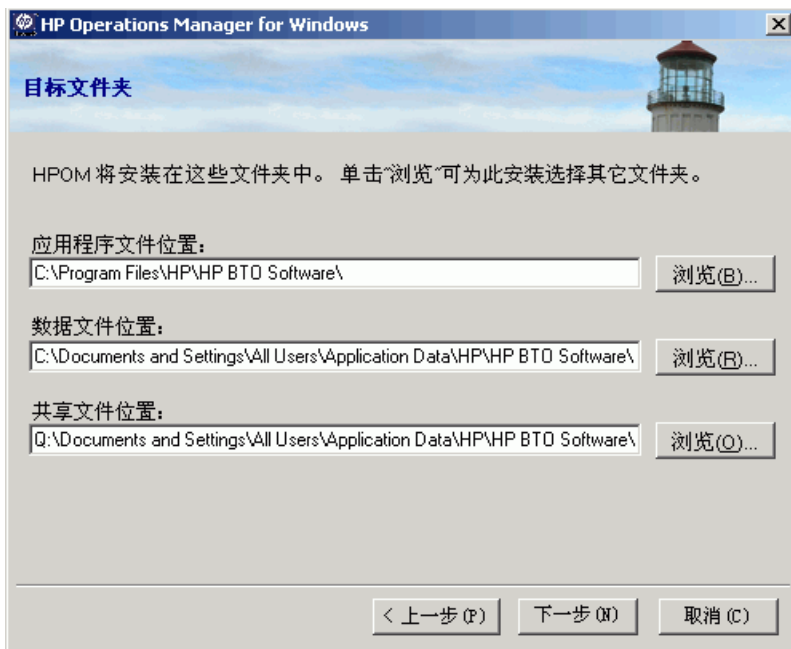 HP Operations Manager for Windows
目标文件夹
HPOM 将安装在这些文件夹中。 单击“浏览”可为此安装选择其它文件夹。
应用程序文件位置:
C:\Program Files\HP\HP BTO Software\
浏览(B)...
数据文件位置:
C:\Documents and Settings\All Users\Application Data\HP\HP BTO Software\
浏览(R)...
共享文件位置:
Q:\Documents and Settings\All Users\Application Data\HP\HP BTO Software\
浏览(O)...
< 上一步(P) 下一步(N) 取消(C)